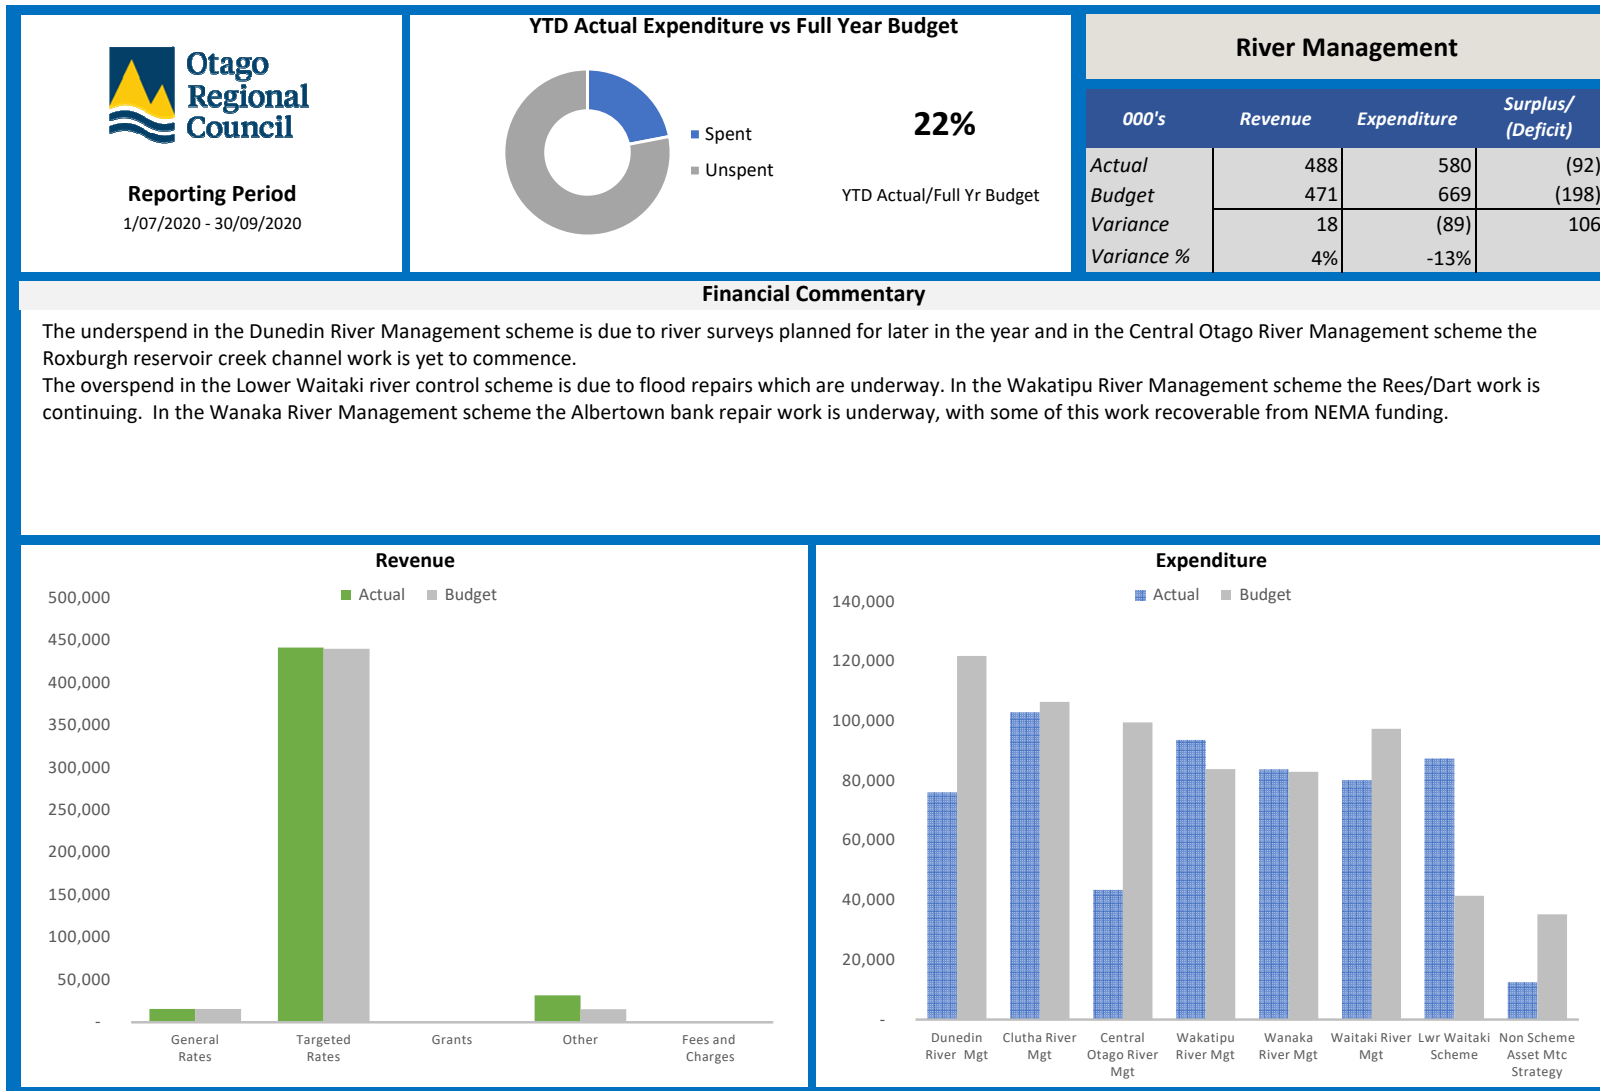 Otago
Regional
Council
Reporting Period
1/07/2020 - 30/09/2020
YTD Actual Expenditure vs Full Year Budget
Spent
Unspent
22%
YTD Actual/Full Yr Budget
River Management
000's Revenue Expenditure Surplus/ (Deficit)
Actual 488 580 (92)
Budget 471 669 (198)
Variance 18 (89) 106
Variance % 4% -13%
Financial Commentary
The underspend in the Dunedin River Management scheme is due to river surveys planned for later in the year and in the Central Otago River Management scheme the
Roxburgh reservoir creek channel work is yet to commence.
The overspend in the Lower Waitaki river control scheme is due to flood repairs which are underway. In the Wakatipu River Management scheme the Rees/Dart work is
continuing. In the Wanaka River Management scheme the Albertown bank repair work is underway, with some of this work recoverable from NEMA funding.
Revenue
Actual Budget
500,000
450,000
400,000
350,000
300,000
250,000
200,000
150,000
100,000
50,000
-
General Rates
Targeted Rates
Grants
Other
Fees and Charges
Expenditure
Actual Budget
140,000
120,000
100,000
80,000
60,000
40,000
20,000
-
Dunedin River Mgt
Clutha River Mgt
Central Otago River Mgt
Wakatipu River Mgt
Wanaka River Mgt
Waitaki River Mgt
Lwr Waitaki Scheme
Non Scheme Asset Mtc Strategy